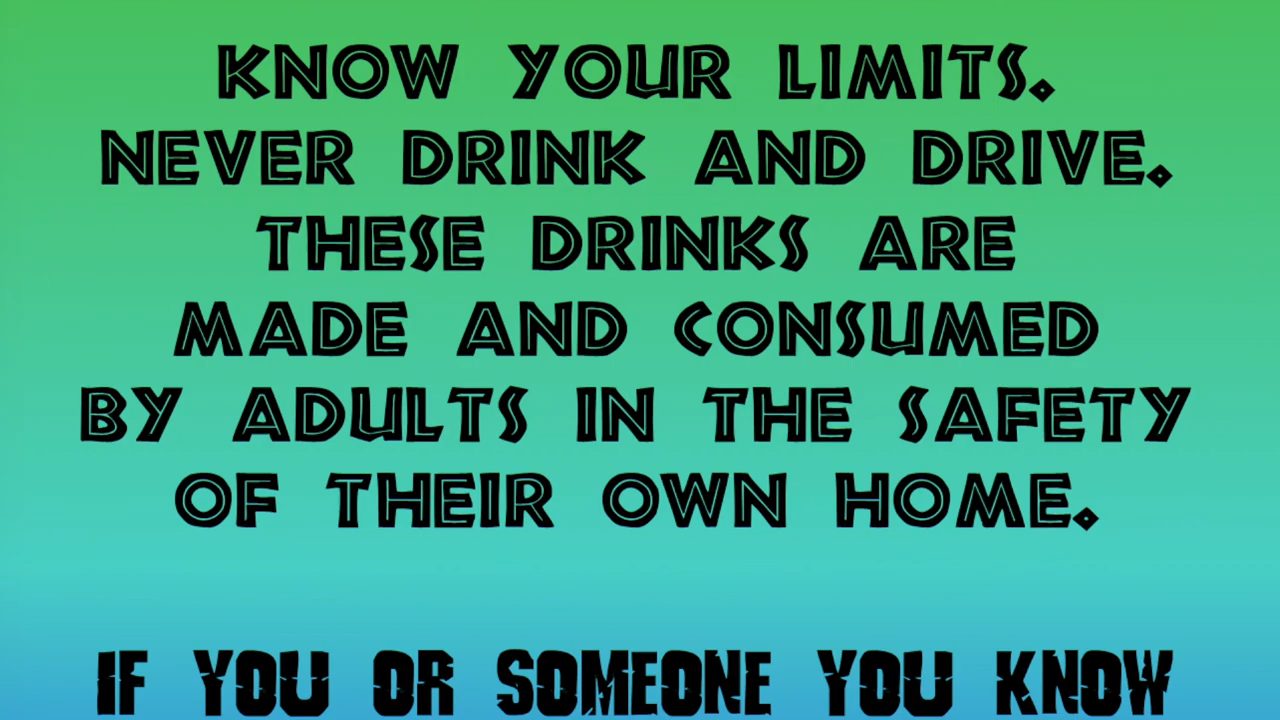 KNOW YOUR LIMITS.
NEVER DRINK AND DRIVE.
THESE DRINKS ARE
MADE AND CONSUMED
BY ADULTS IN THE SAFETY
OF THEIR OWN HOME.
IF YOU OR SOMEONE YOU KNOW